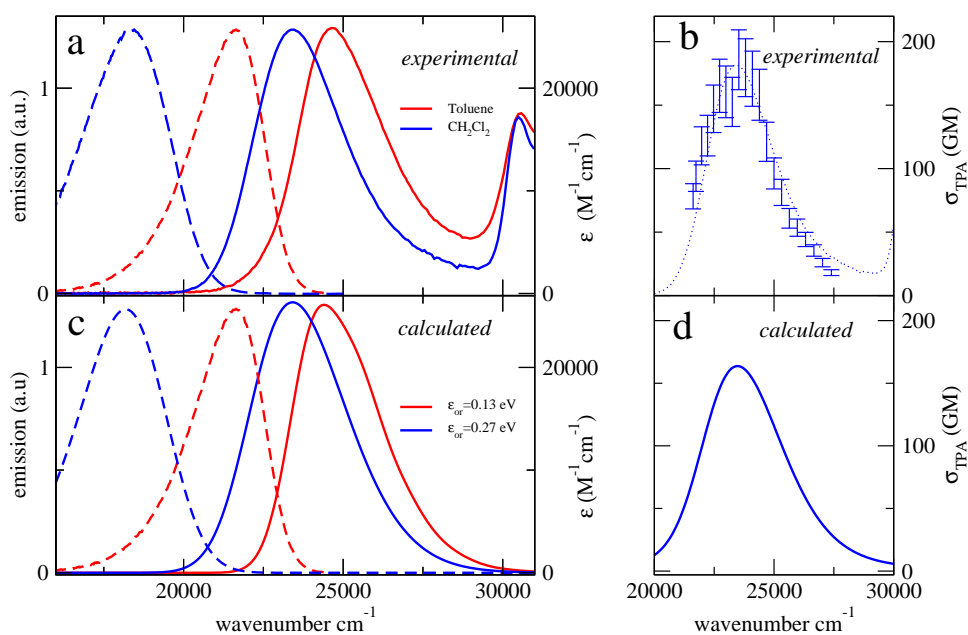 a
experimental
Toluene
CH₂Cl₂
1
0
emission (a.u.)
20000
0
ε (M⁻¹cm⁻¹)
b
experimental
200
100
0
σTPA (GM)
c
calculated
εor=0.13 eV
εor=0.27 eV
1
0
emission (a.u)
20000
0
ε (M⁻¹cm⁻¹)
20000
25000
30000
wavenumber cm⁻¹
d
calculated
200
100
0
σTPA (GM)
20000
25000
30000
wavenumber cm⁻¹